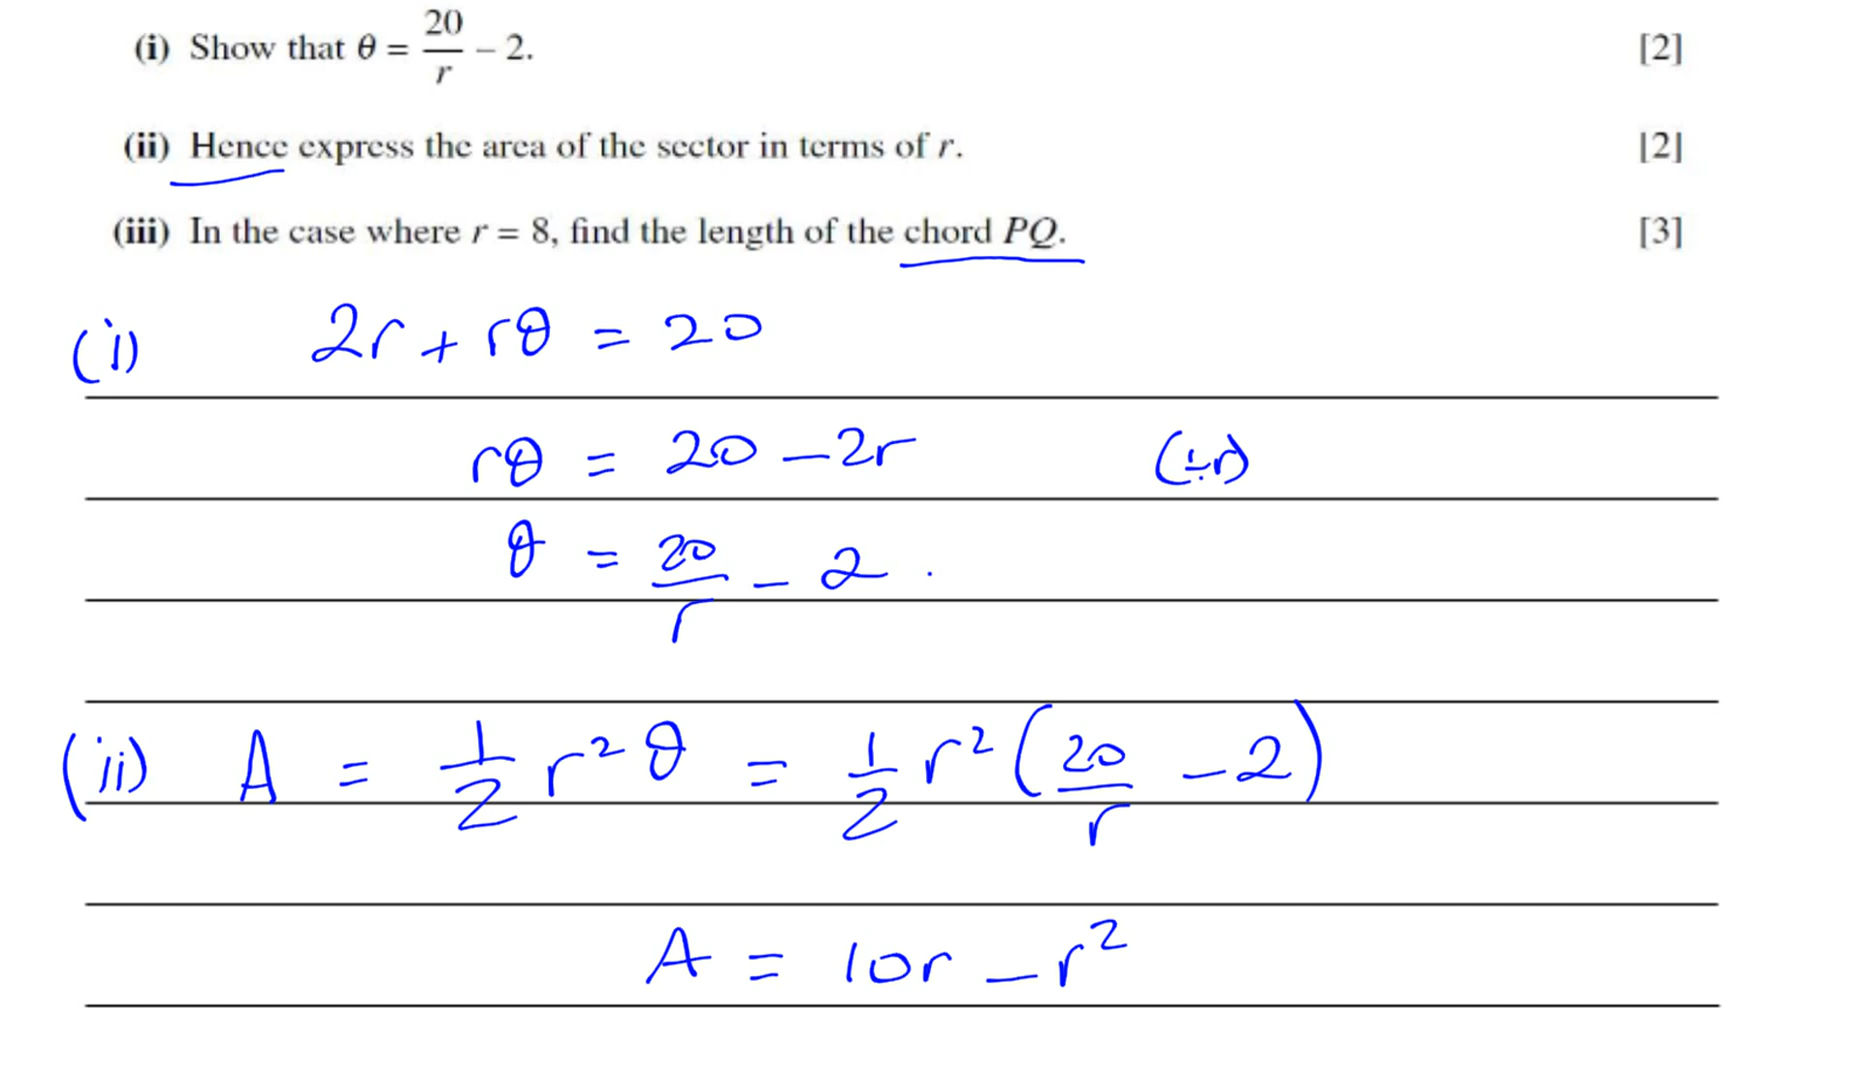 (i) Show that θ = 20/r − 2. [2]
(ii) Hence express the area of the sector in terms of r. [2]
(iii) In the case where r = 8, find the length of the chord PQ. [3]
(i) 2r + rθ = 20
rθ = 20 − 2r (÷r)
θ = 20/r − 2.
(ii) A = 1/2 r² θ = 1/2 r² (20/r − 2)
A = 10r − r²